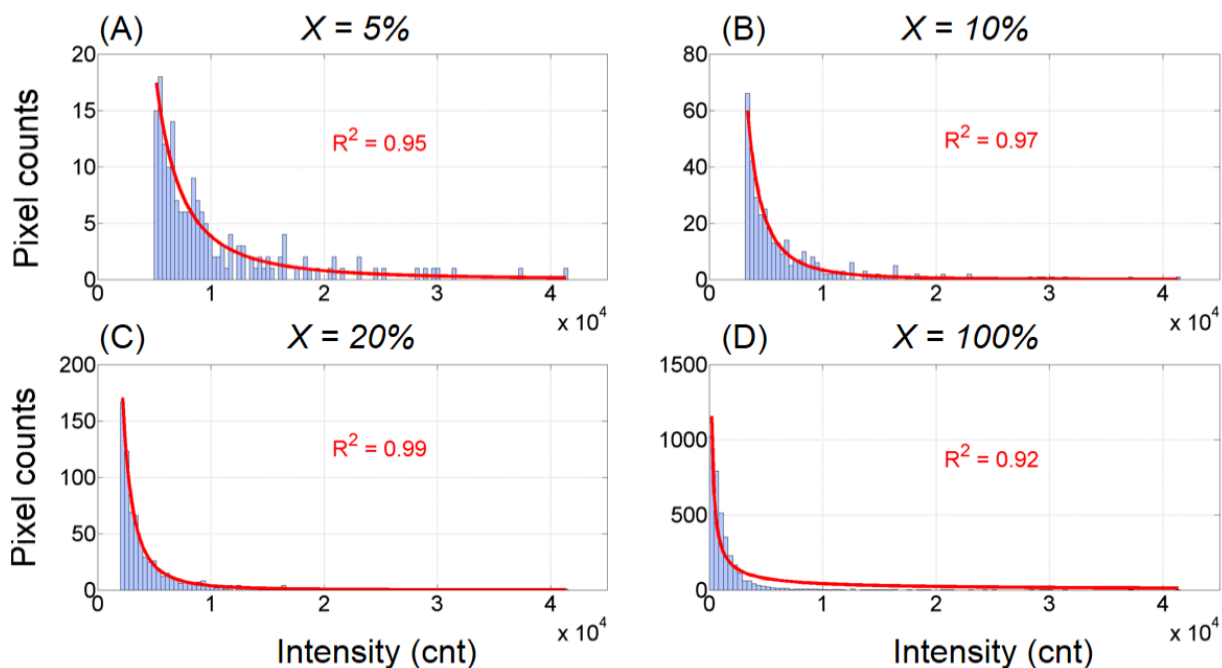 (A) X = 5%
20
15
10
5
0
Pixel counts
R² = 0.95
0 1 2 3 4
x 10⁴
(B) X = 10%
80
60
40
20
0
R² = 0.97
0 1 2 3 4
x 10⁴
(C) X = 20%
200
150
100
50
0
Pixel counts
R² = 0.99
0 1 2 3 4
x 10⁴
Intensity (cnt)
(D) X = 100%
1500
1000
500
0
R² = 0.92
0 1 2 3 4
x 10⁴
Intensity (cnt)